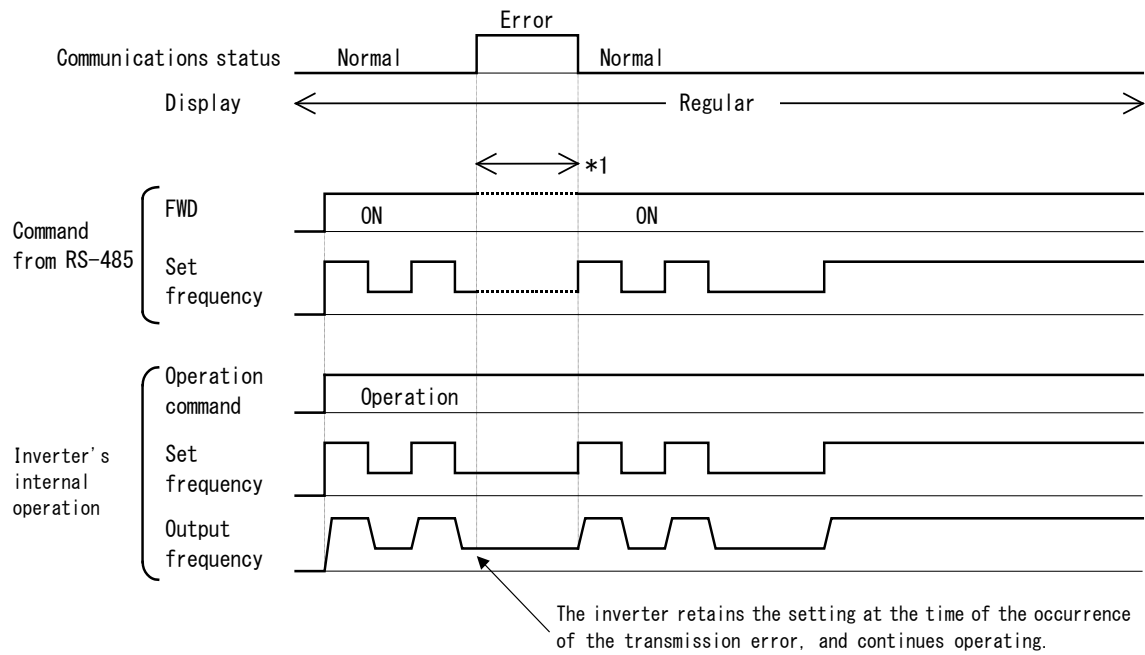 Error
Communications status
Normal
Normal
Display
Regular
*1
Command
from RS-485
FWD
ON
ON
Set
frequency
Inverter's
internal
operation
Operation
command
Operation
Set
frequency
Output
frequency
The inverter retains the setting at the time of the occurrence
of the transmission error, and continues operating.